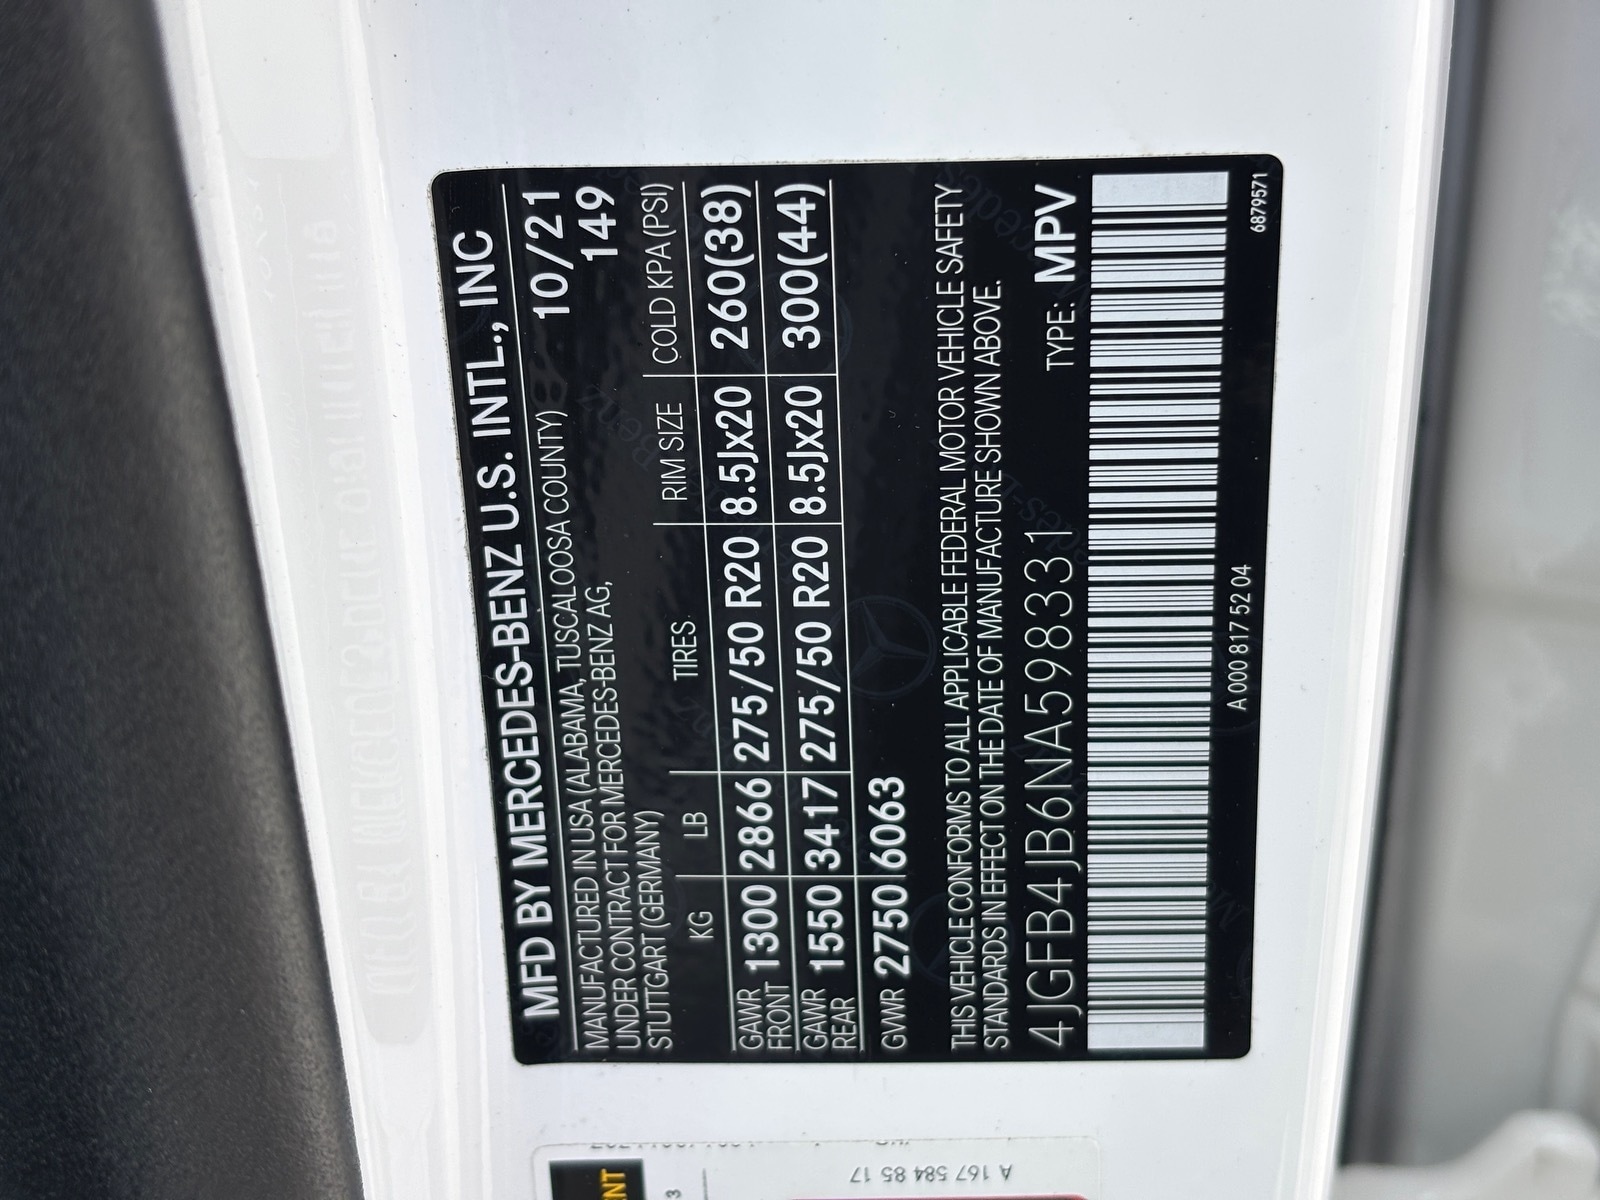 MFD BY MERCEDES-BENZ U.S. INTL., INC
MANUFACTURED IN USA (ALABAMA, TUSCALOOSA COUNTY) 10/21
UNDER CONTRACT FOR MERCEDES-BENZ AG, 149
STUTTGART (GERMANY)
KG LB TIRES RIM SIZE COLD KPA (PSI)
GAWR FRONT 1300 2866 275/50 R20 8.5Jx20 260(38)
GAWR REAR 1550 3417 275/50 R20 8.5Jx20 300(44)
GVWR 2750 6063
THIS VEHICLE CONFORMS TO ALL APPLICABLE FEDERAL MOTOR VEHICLE SAFETY
STANDARDS IN EFFECT ON THE DATE OF MANUFACTURE SHOWN ABOVE.
4JGFB4JB6NA598331 TYPE: MPV
A 000 817 52 04 6879571
A 167 584 85 17